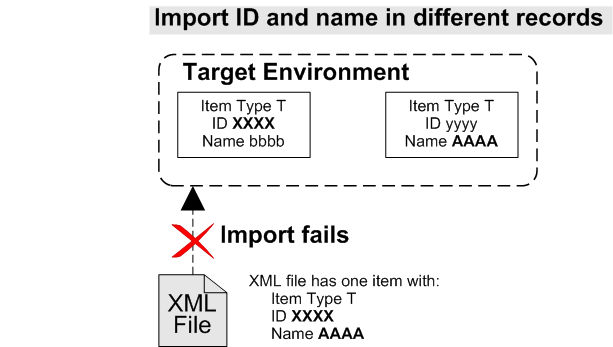 Import ID and name in different records
Target Environment
Item Type T
ID XXXX
Name bbbb
Item Type T
ID yyyy
Name AAAA
Import fails
XML
File
XML file has one item with:
Item Type T
ID XXXX
Name AAAA